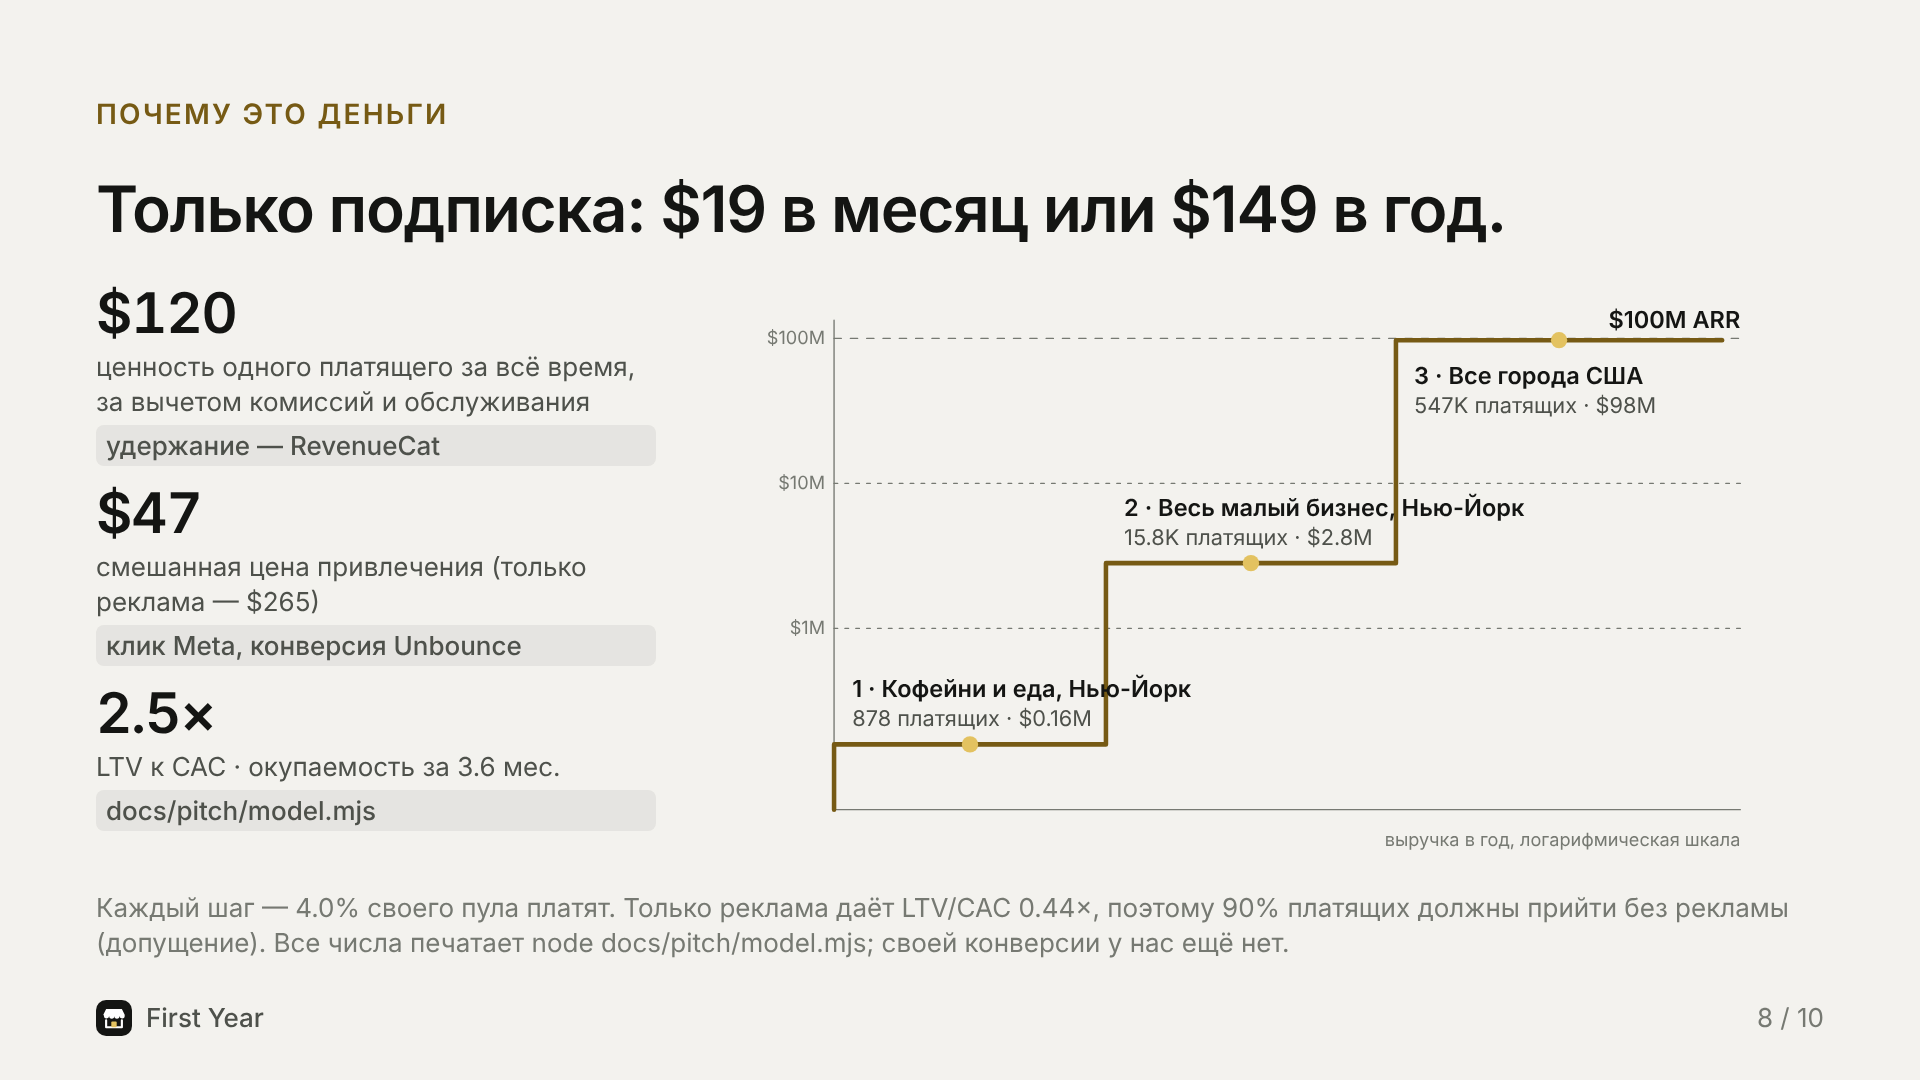 ПОЧЕМУ ЭТО ДЕНЬГИ
Только подписка: $19 в месяц или $149 в год.
$120
ценность одного платящего за всё время,
за вычетом комиссий и обслуживания
удержание — RevenueCat
$47
смешанная цена привлечения (только
реклама — $265)
клик Meta, конверсия Unbounce
2.5×
LTV к CAC · окупаемость за 3.6 мес.
docs/pitch/model.mjs
$100M ARR
$100M
3 · Все города США
547K платящих · $98M
$10M
2 · Весь малый бизнес, Нью-Йорк
15.8K платящих · $2.8M
$1M
1 · Кофейни и еда, Нью-Йорк
878 платящих · $0.16M
выручка в год, логарифмическая шкала
Каждый шаг — 4.0% своего пула платят. Только реклама даёт LTV/CAC 0.44×, поэтому 90% платящих должны прийти без рекламы
(допущение). Все числа печатает node docs/pitch/model.mjs; своей конверсии у нас ещё нет.
First Year
8 / 10